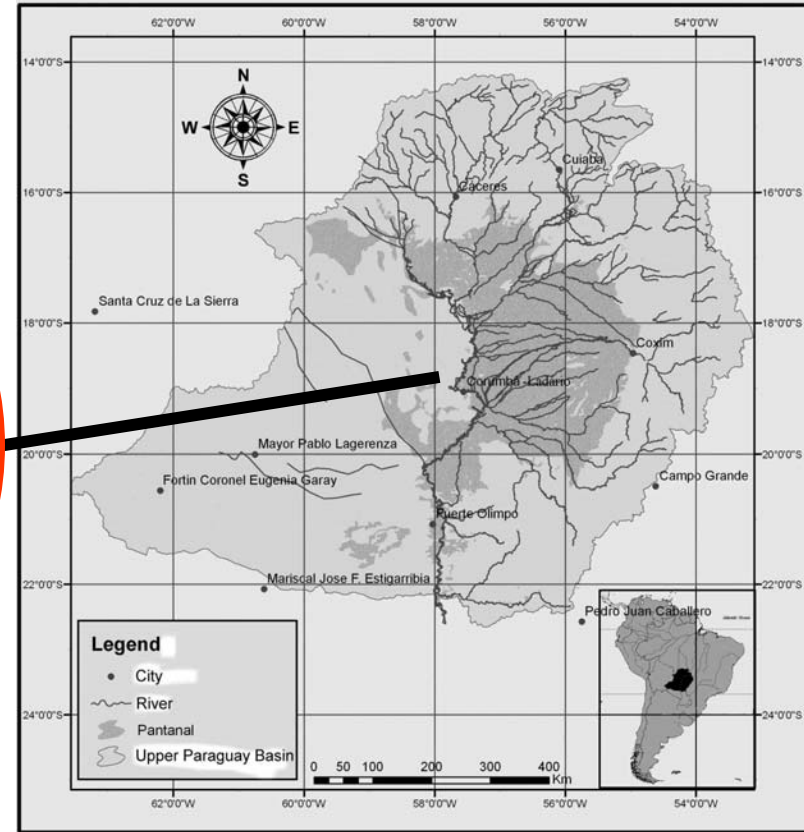 62°0'0"W 60°0'0"W 58°0'0"W 56°0'0"W 54°0'0"W
14°0'0"S 14°0'0"S
N
W E
S
Cuiaba
Cáceres
16°0'0"S 16°0'0"S
Santa Cruz de La Sierra
18°0'0"S 18°0'0"S
Coxim
Corumbá -Ladário
Mayor Pablo Lagerenza
20°0'0"S 20°0'0"S
Fortin Coronel Eugenia Garay
Campo Grande
Fuerte Olimpo
22°0'0"S 22°0'0"S
Mariscal Jose F. Estigarribia
Pedro Juan Caballero
Legend
City
River
Pantanal
Upper Paraguay Basin
24°0'0"S 24°0'0"S
0 50 100 200 300 400
Km
62°0'0"W 60°0'0"W 58°0'0"W 56°0'0"W 54°0'0"W